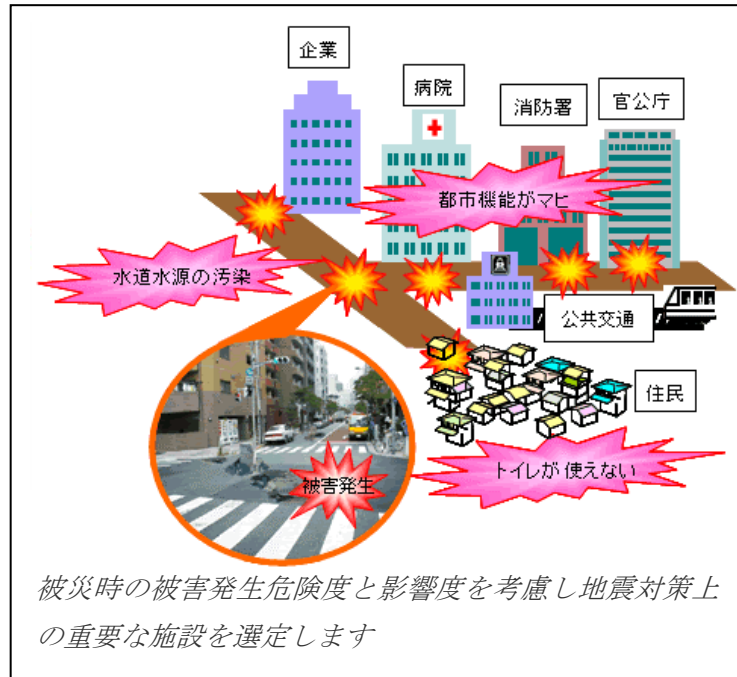 企業
病院
消防署
官公庁
都市機能がマヒ
水道水源の汚染
公共交通
住民
被害発生
トイレが使えない
被災時の被害発生危険度と影響度を考慮し地震対策上
の重要な施設を選定します